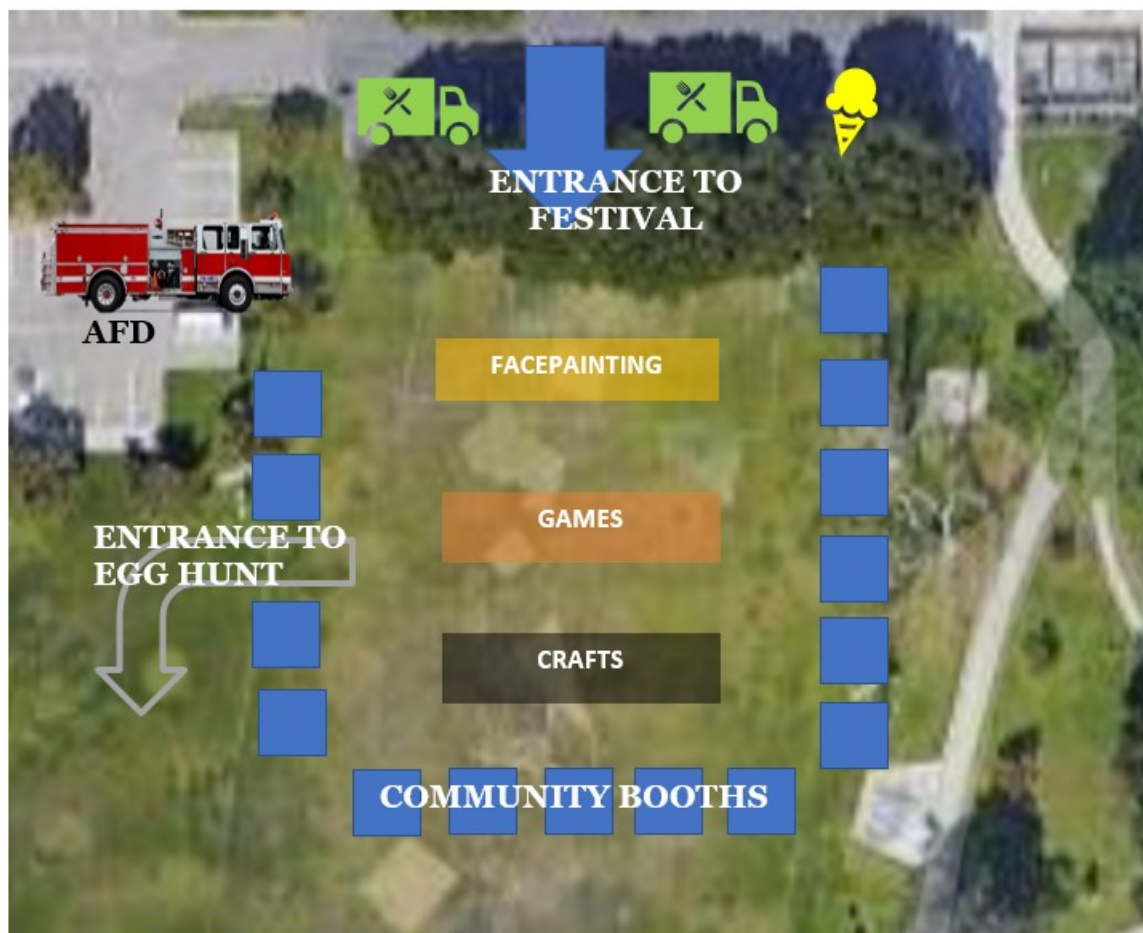 ENTRANCE TO
FESTIVAL
AFD
FACEPAINTING
GAMES
ENTRANCE TO
EGG HUNT
CRAFTS
COMMUNITY BOOTHS